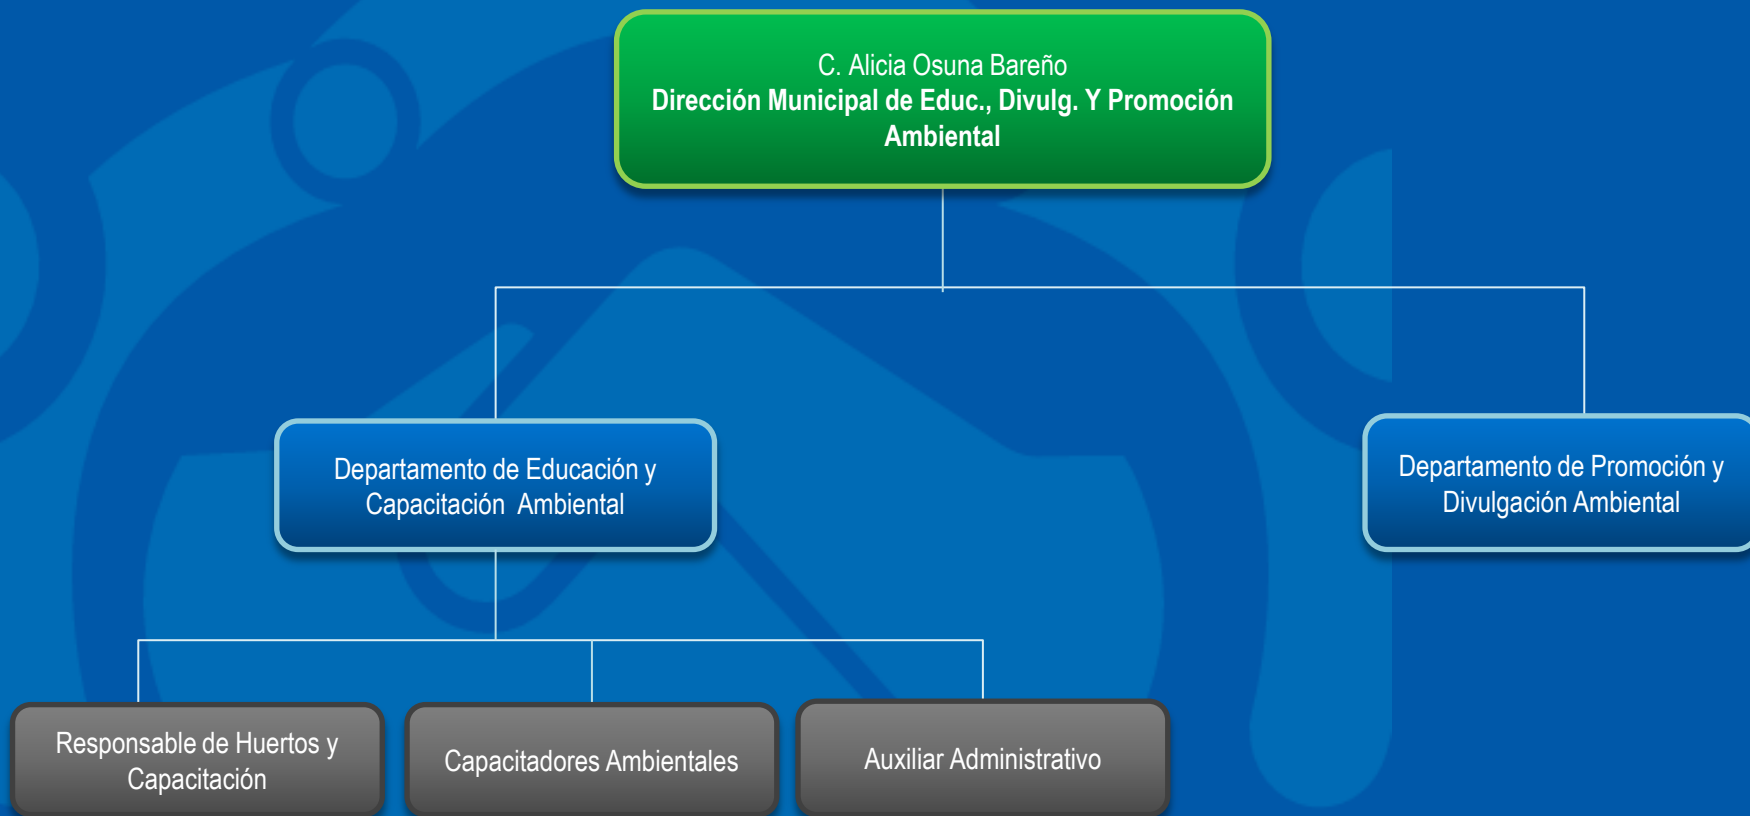 C. Alicia Osuna Bareño
Dirección Municipal de Educ., Divulg. Y Promoción
Ambiental
Departamento de Educación y
Capacitación Ambiental
Departamento de Promoción y
Divulgación Ambiental
Responsable de Huertos y
Capacitación
Capacitadores Ambientales
Auxiliar Administrativo